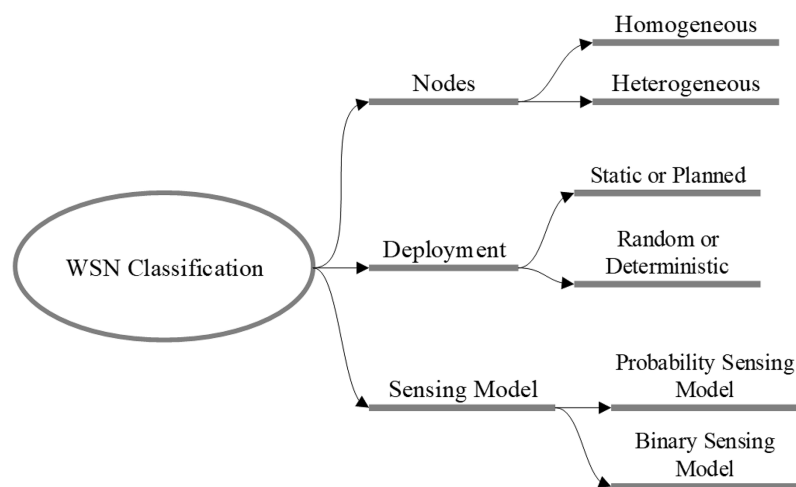 WSN Classification
Nodes
Homogeneous
Heterogeneous
Deployment
Static or Planned
Random or
Deterministic
Sensing Model
Probability Sensing
Model
Binary Sensing
Model